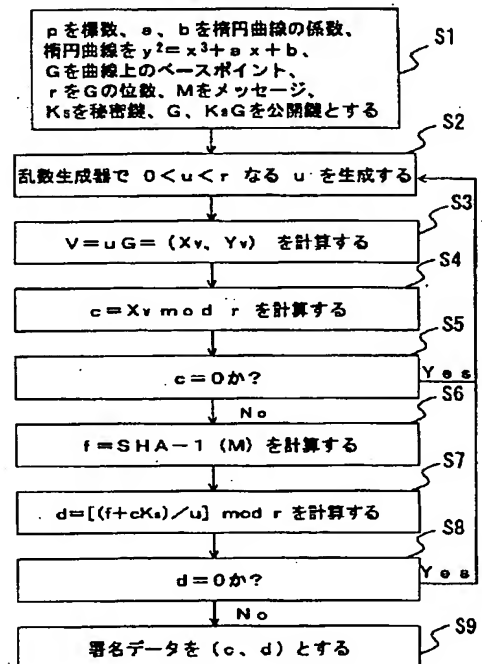 pを標数、a、bを楕円曲線の係数、
楕円曲線をy²=x³+ax+b、
Gを曲線上のベースポイント、
rをGの位数、Mをメッセージ、
Ksを秘密鍵、G、KsGを公開鍵とする
S1
S2
乱数生成器で 0<u<r なる u を生成する
S3
V=uG=(Xv、Yv) を計算する
S4
c=Xv mod r を計算する
S5
c=0か?
Yes
No
S6
f=SHA-1(M)を計算する
S7
d=[(f+cKs)/u] mod r を計算する
S8
d=0か?
Yes
No
S9
署名データを(c、d)とする